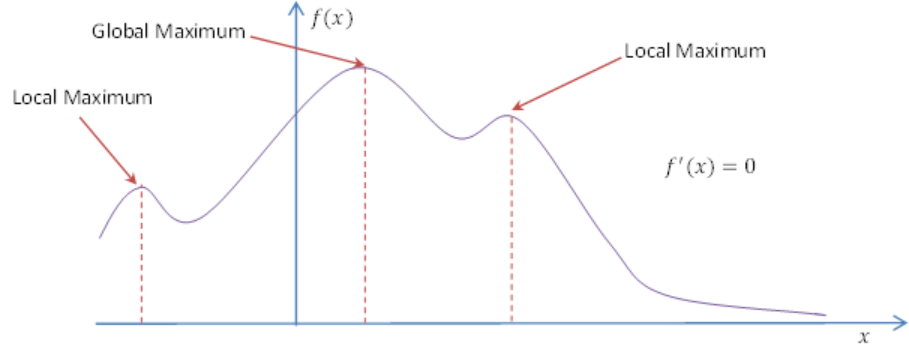 f(x)
Global Maximum
Local Maximum
Local Maximum
f′(x) = 0
x